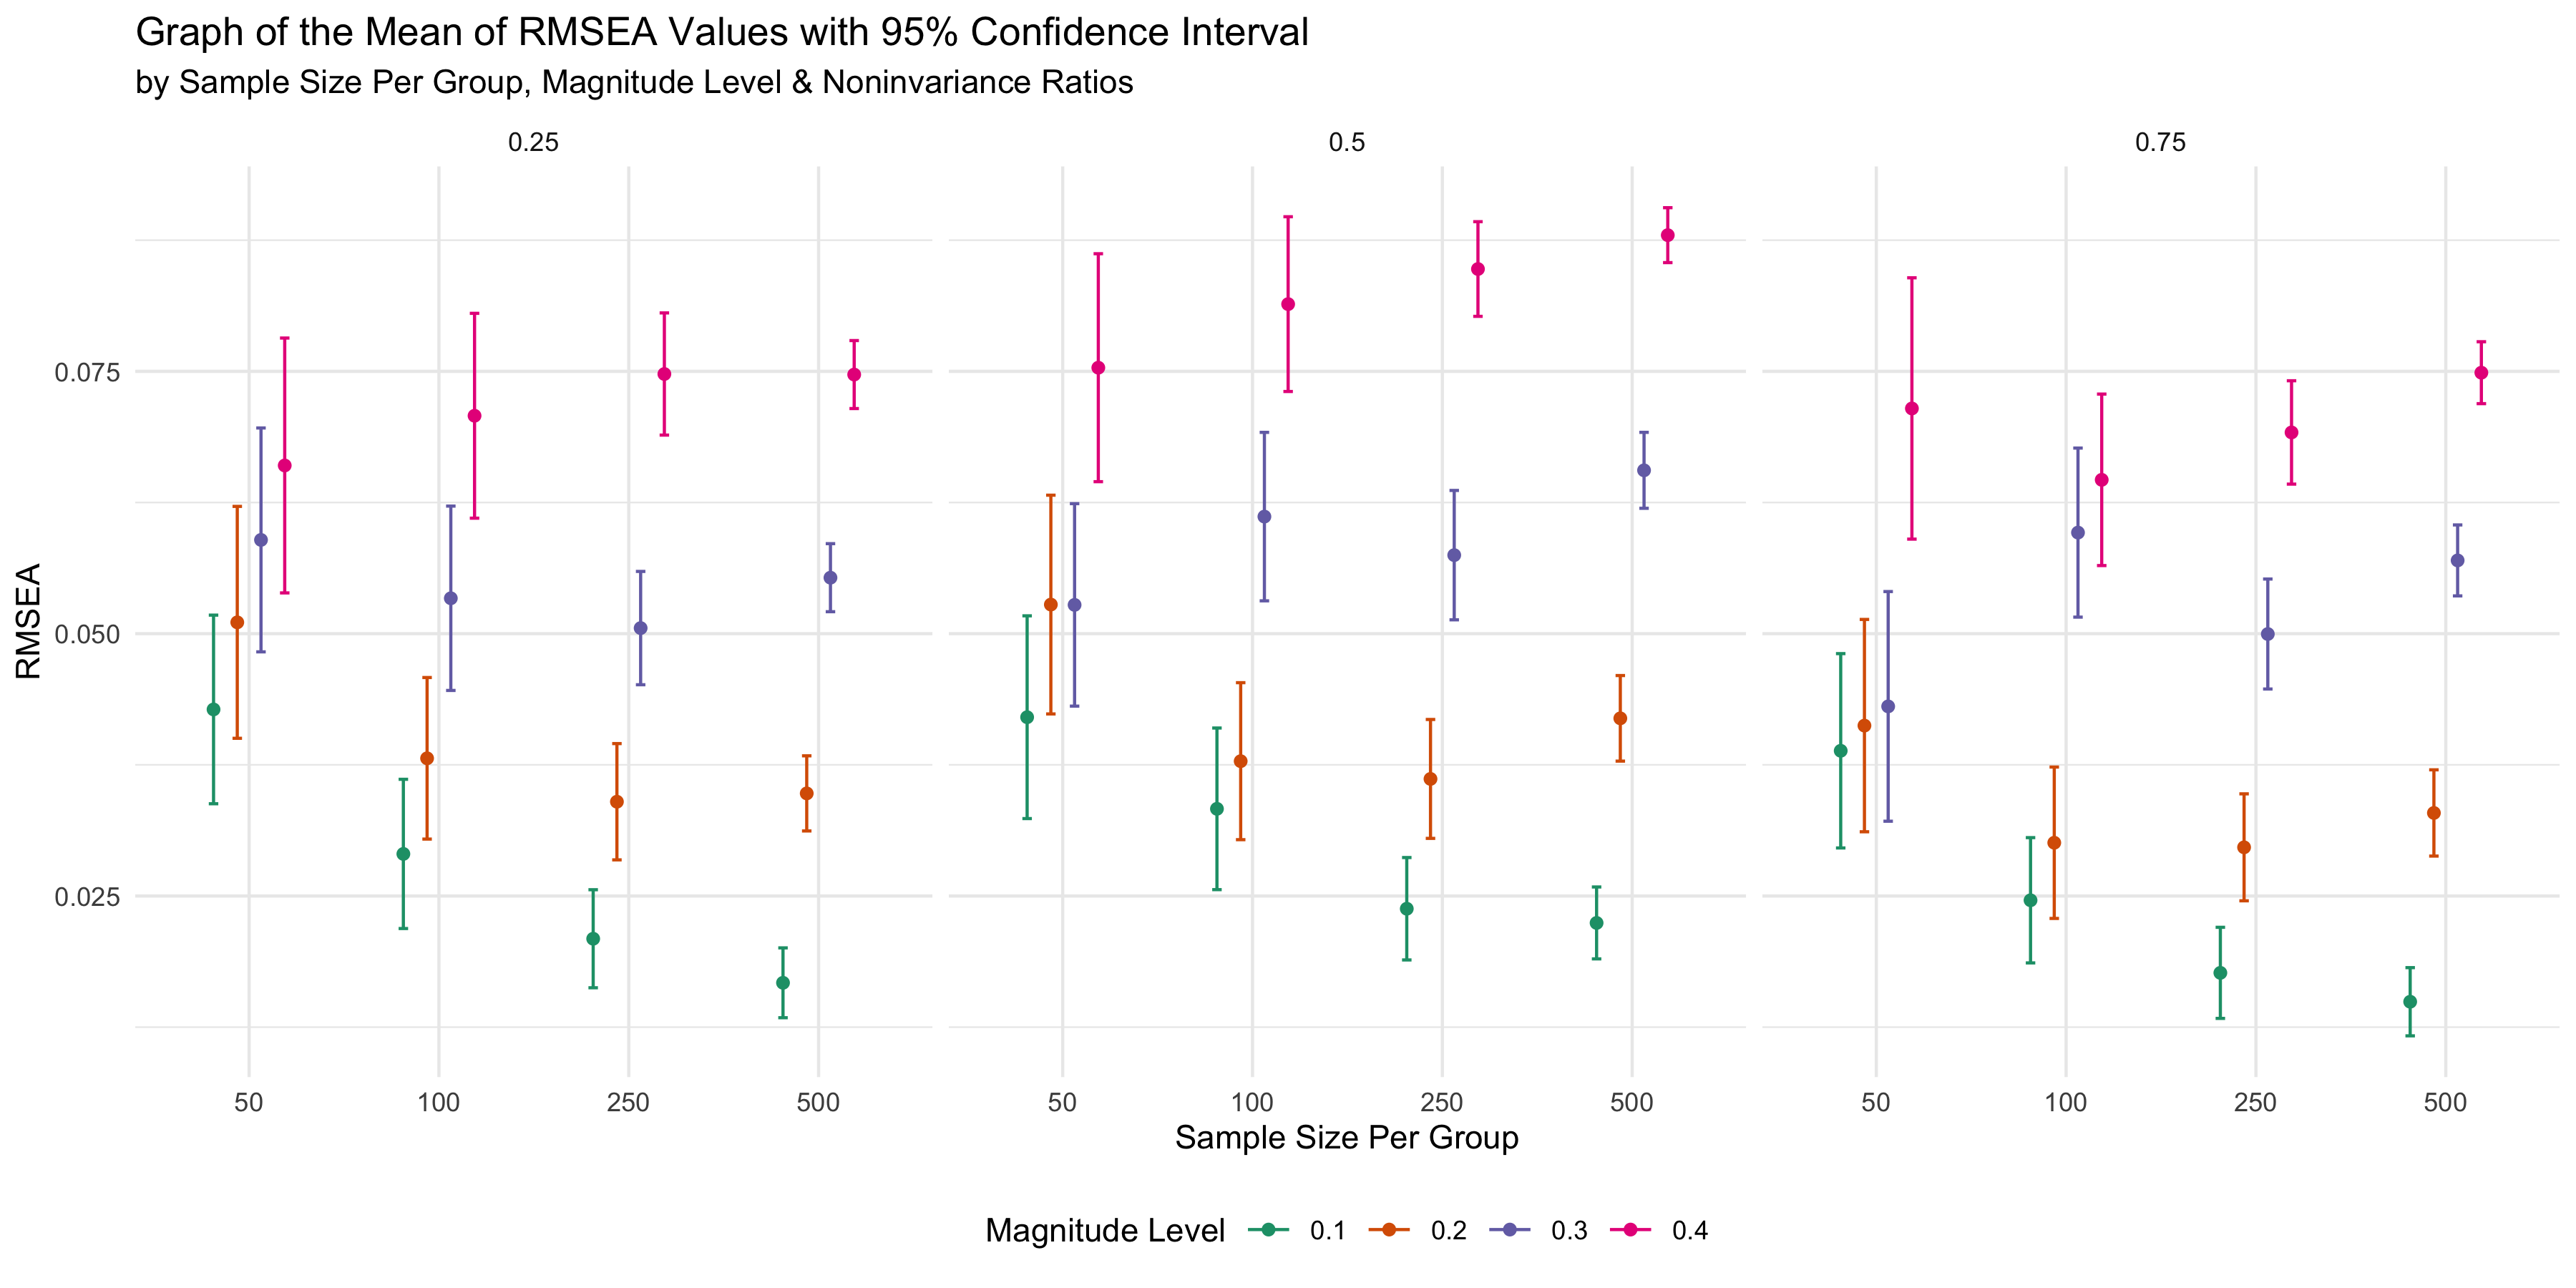 Graph of the Mean of RMSEA Values with 95% Confidence Interval
by Sample Size Per Group, Magnitude Level & Noninvariance Ratios
0.25 0.5 0.75
RMSEA
0.075
0.050
0.025
50 100 250 500 50 100 250 500 50 100 250 500
Sample Size Per Group
Magnitude Level 0.1 0.2 0.3 0.4